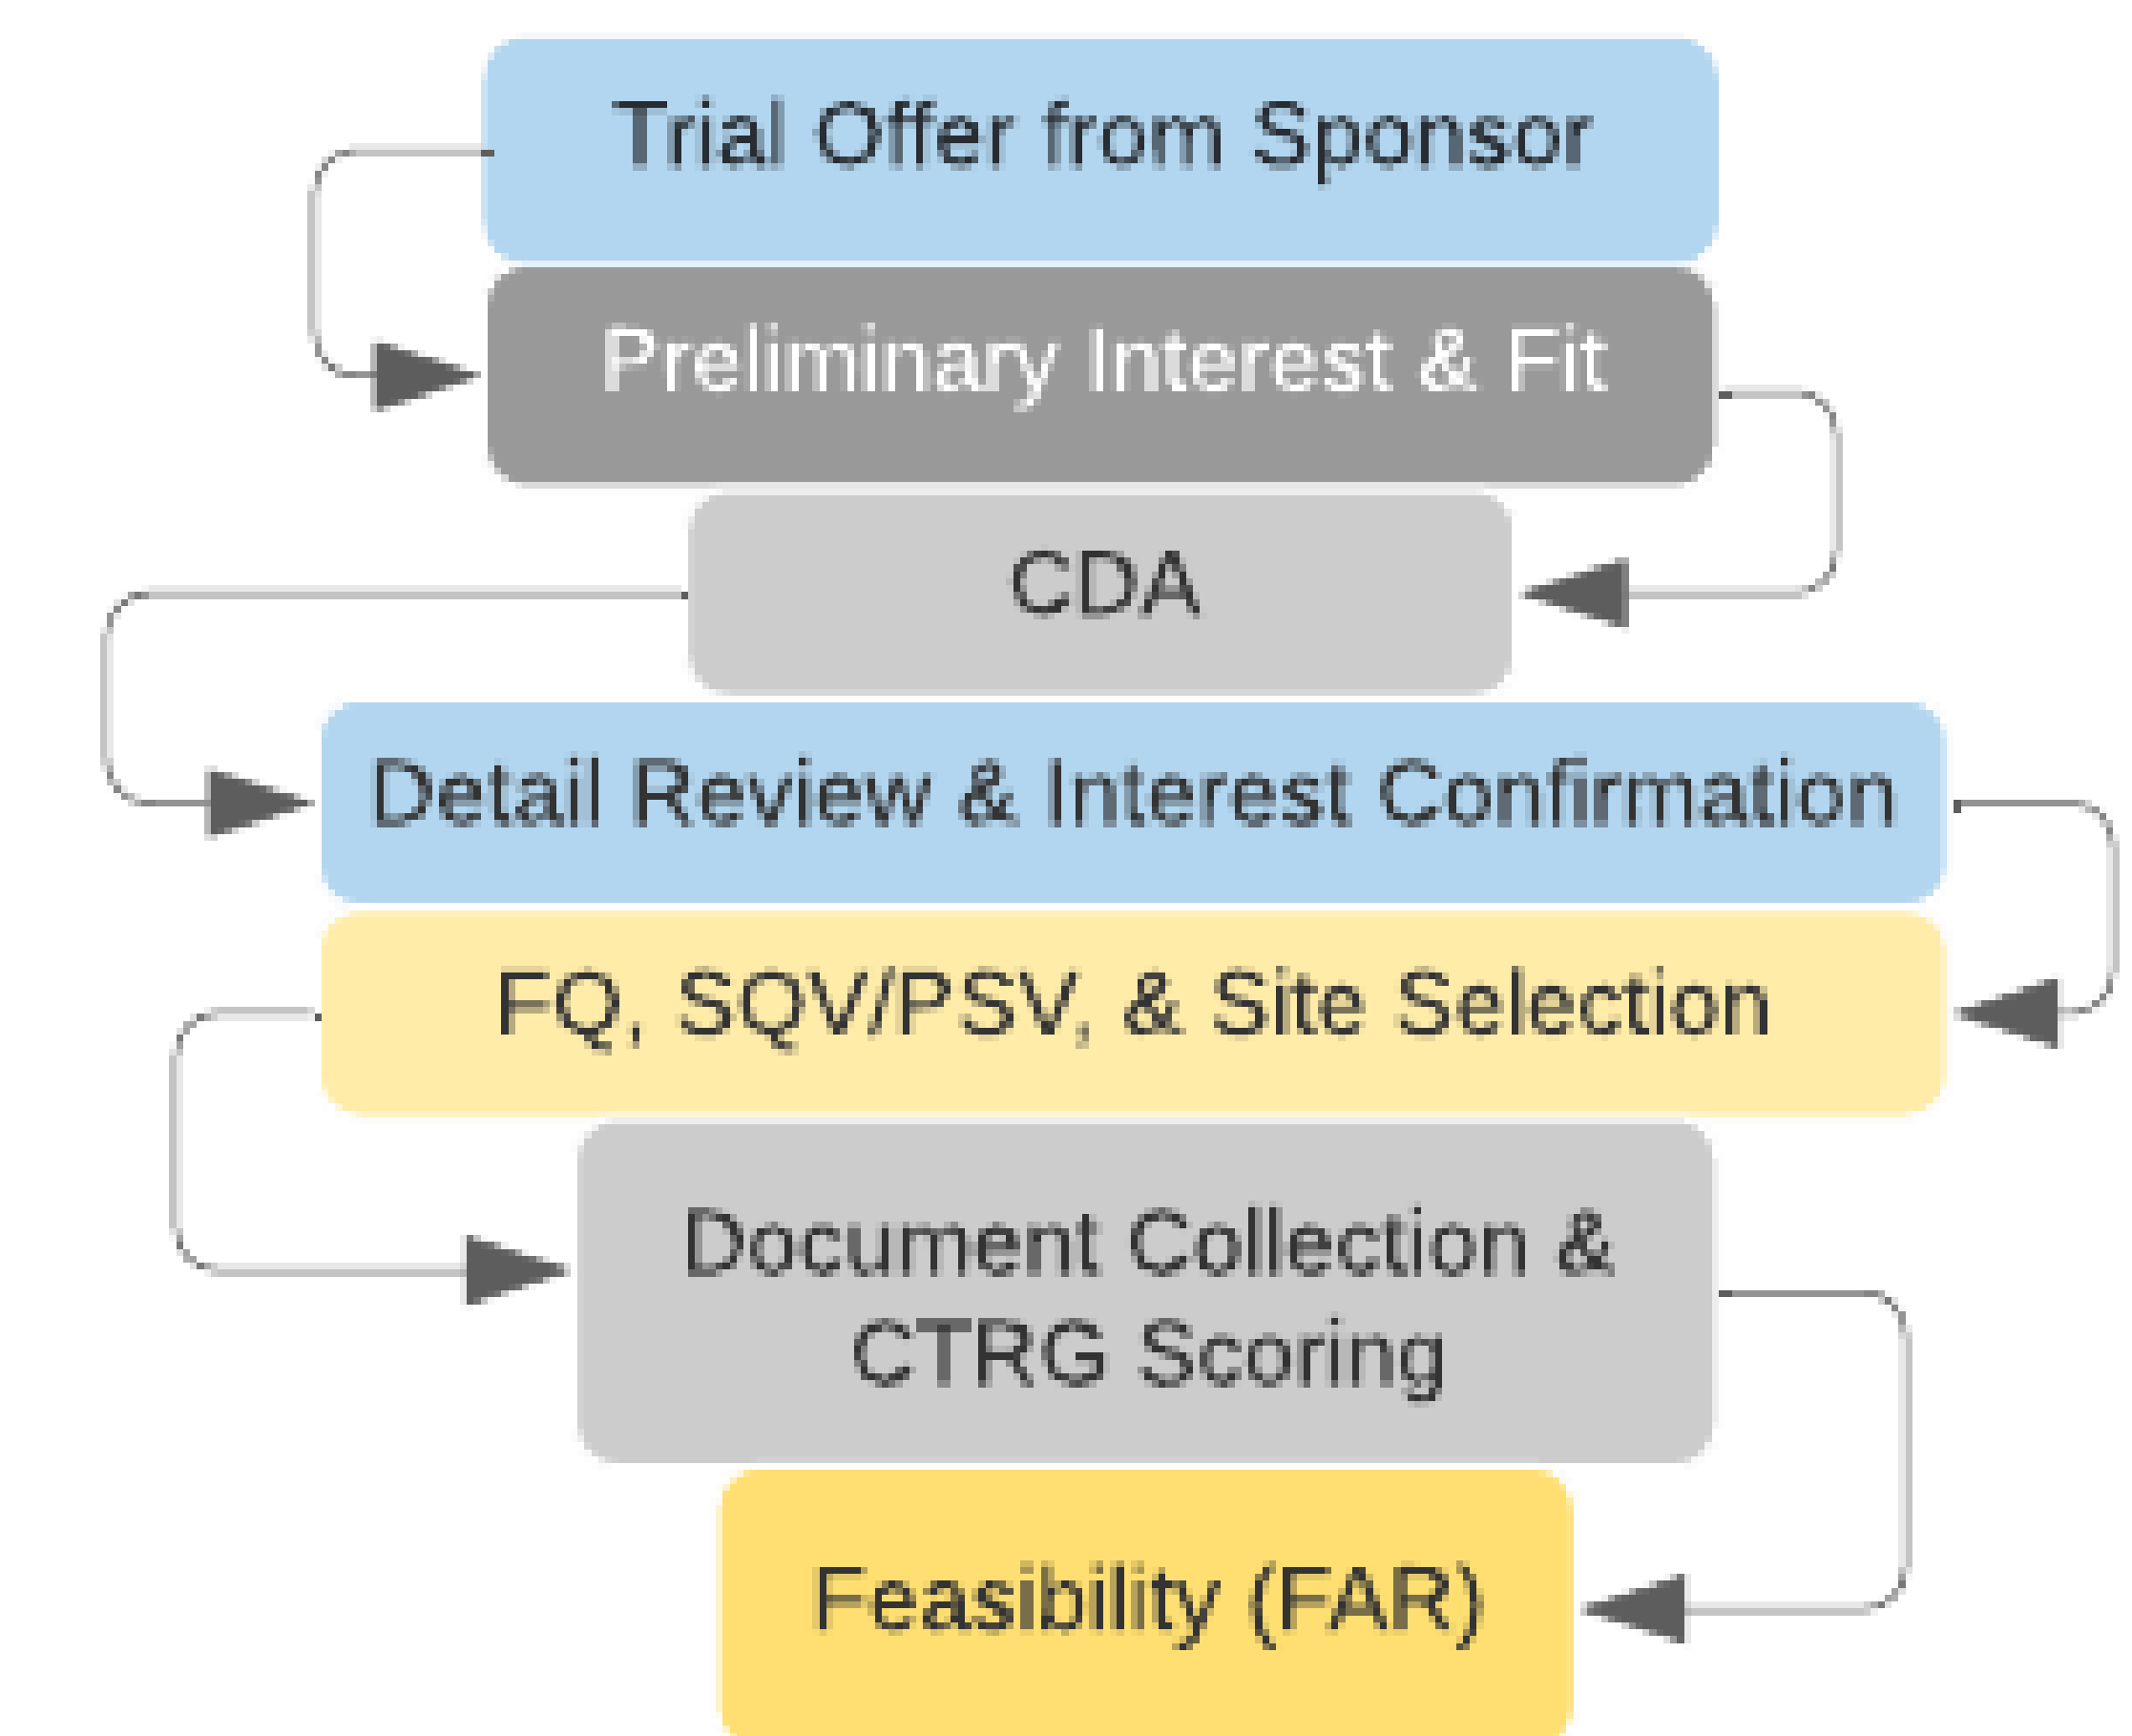 Trial Offer from Sponsor
Preliminary Interest & Fit
CDA
Detail Review & Interest Confirmation
FQ, SQV/PSV, & Site Selection
Document Collection &
CTRG Scoring
Feasibility (FAR)